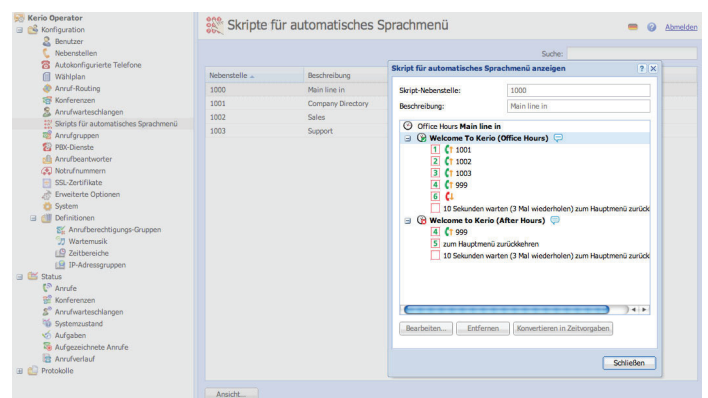 Kerio Operator
Konfiguration
Benutzer
Nebenstellen
Autokonfigurierte Telefone
Wählplan
Anruf-Routing
Konferenzen
Anrufwarteschlangen
Skripts für automatisches Sprachmenü
Anrufgruppen
PBX-Dienste
Anrufbeantworter
Notrufnummern
SSL-Zertifikate
Erweiterte Optionen
System
Definitionen
Anrufberechtigungs-Gruppen
Wartemusik
Zeitbereiche
IP-Adressgruppen
Status
Anrufe
Konferenzen
Anrufwarteschlangen
Systemzustand
Aufgaben
Aufgezeichnete Anrufe
Anrufverlauf
Protokolle
Skripte für automatisches Sprachmenü
Abmelden
Suche:
Nebenstelle Beschreibung
1000 Main line in
1001 Company Directory
1002 Sales
1003 Support
Ansicht...
Skript für automatisches Sprachmenü anzeigen
Skript-Nebenstelle: 1000
Beschreibung: Main line in
Office Hours Main line in
Welcome To Kerio (Office Hours)
1 1001
2 1002
3 1003
4 999
6
10 Sekunden warten (3 Mal wiederholen) zum Hauptmenü zurück
Welcome to Kerio (After Hours)
4 999
5 zum Hauptmenü zurückkehren
10 Sekunden warten (3 Mal wiederholen) zum Hauptmenü zurück
Bearbeiten... Entfernen Konvertieren in Zeitvorgaben
Schließen